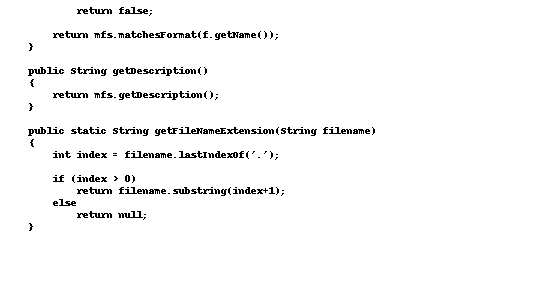 return false;
return mfs.matchesFormat(f.getName());
}
public String getDescription()
{
return mfs.getDescription();
}
public static String getFileNameExtension(String filename)
{
int index = filename.lastIndexOf('.');
if (index > 0)
return filename.substring(index+1);
else
return null;
}